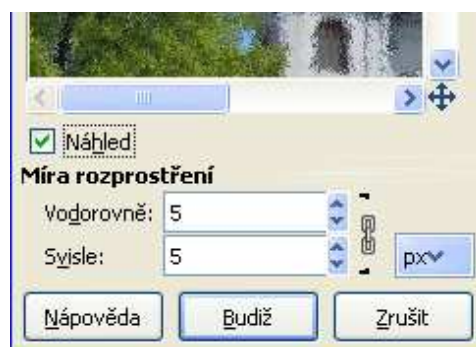 Náhled
Míra rozprostření
Vodorovně: 5
Svisle: 5 px
Nápověda Budiž Zrušit